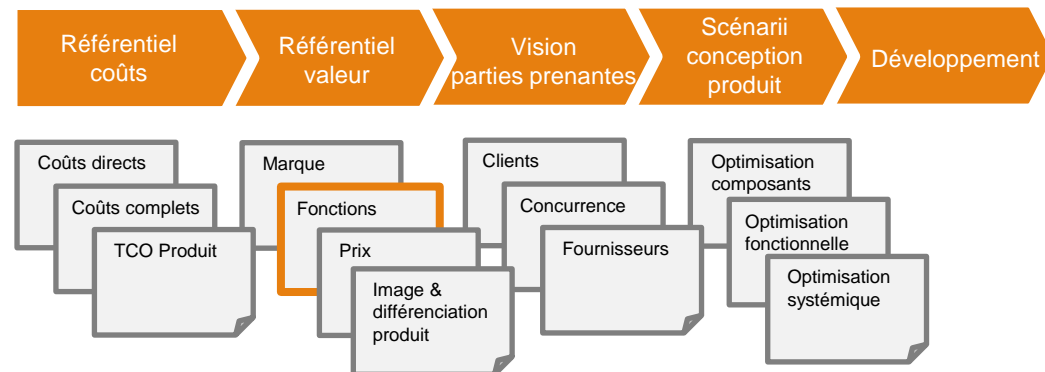 Référentiel
coûts
Référentiel
valeur
Vision
parties prenantes
Scénarii
conception
produit
Développement
Coûts directs
Coûts complets
TCO Produit
Marque
Fonctions
Prix
Image &
différenciation
produit
Clients
Concurrence
Fournisseurs
Optimisation
composants
Optimisation
fonctionnelle
Optimisation
systémique